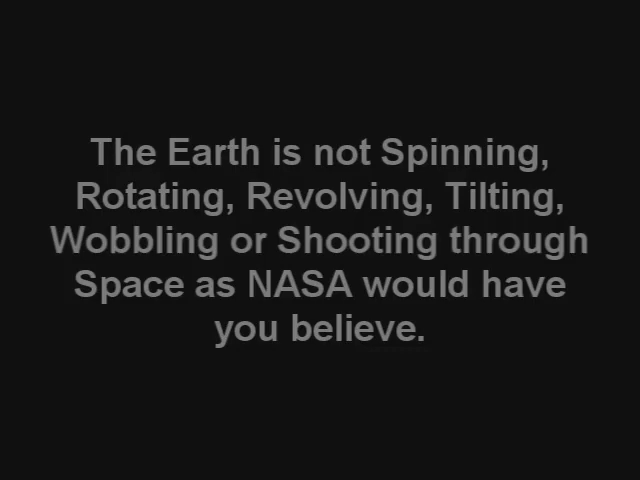 The Earth is not Spinning,
Rotating, Revolving, Tilting,
Wobbling or Shooting through
Space as NASA would have
you believe.